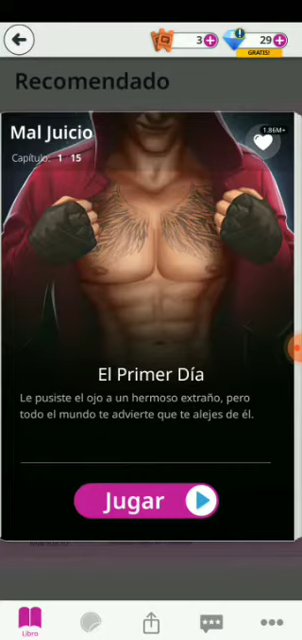 3
29
GRATIS!
Recomendado
Mal Juicio
1.86M+
Capítulo: 1 15
El Primer Día
Le pusiste el ojo a un hermoso extraño, pero
todo el mundo te advierte que te alejes de él.
Jugar
Libro